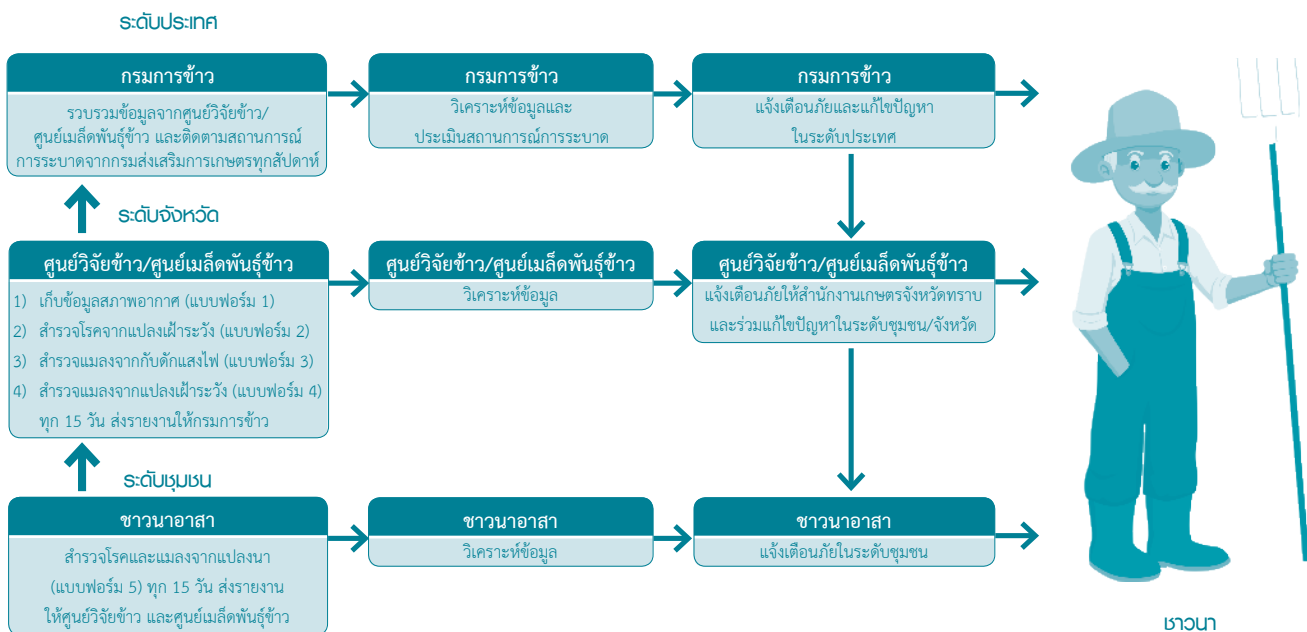 ระดับประเทศ
กรมการข้าว
รวบรวมข้อมูลจากศูนย์วิจัยข้าว/
ศูนย์เมล็ดพันธุ์ข้าว และติดตามสถานการณ์
การระบาดจากกรมส่งเสริมการเกษตรทุกสัปดาห์
กรมการข้าว
วิเคราะห์ข้อมูลและ
ประเมินสถานการณ์การระบาด
กรมการข้าว
แจ้งเตือนภัยและแก้ไขปัญหา
ในระดับประเทศ
ระดับจังหวัด
ศูนย์วิจัยข้าว/ศูนย์เมล็ดพันธุ์ข้าว
1) เก็บข้อมูลสภาพอากาศ (แบบฟอร์ม 1)
2) สำรวจโรคจากแปลงเฝ้าระวัง (แบบฟอร์ม 2)
3) สำรวจแมลงจากกับดักแสงไฟ (แบบฟอร์ม 3)
4) สำรวจแมลงจากแปลงเฝ้าระวัง (แบบฟอร์ม 4)
ทุก 15 วัน ส่งรายงานให้กรมการข้าว
ศูนย์วิจัยข้าว/ศูนย์เมล็ดพันธุ์ข้าว
วิเคราะห์ข้อมูล
ศูนย์วิจัยข้าว/ศูนย์เมล็ดพันธุ์ข้าว
แจ้งเตือนภัยให้สำนักงานเกษตรจังหวัดทราบ
และร่วมแก้ไขปัญหาในระดับชุมชน/จังหวัด
ระดับชุมชน
ชาวนาอาสา
สำรวจโรคและแมลงจากแปลงนา
(แบบฟอร์ม 5) ทุก 15 วัน ส่งรายงาน
ให้ศูนย์วิจัยข้าว และศูนย์เมล็ดพันธุ์ข้าว
ชาวนาอาสา
วิเคราะห์ข้อมูล
ชาวนาอาสา
แจ้งเตือนภัยในระดับชุมชน
ชาวนา